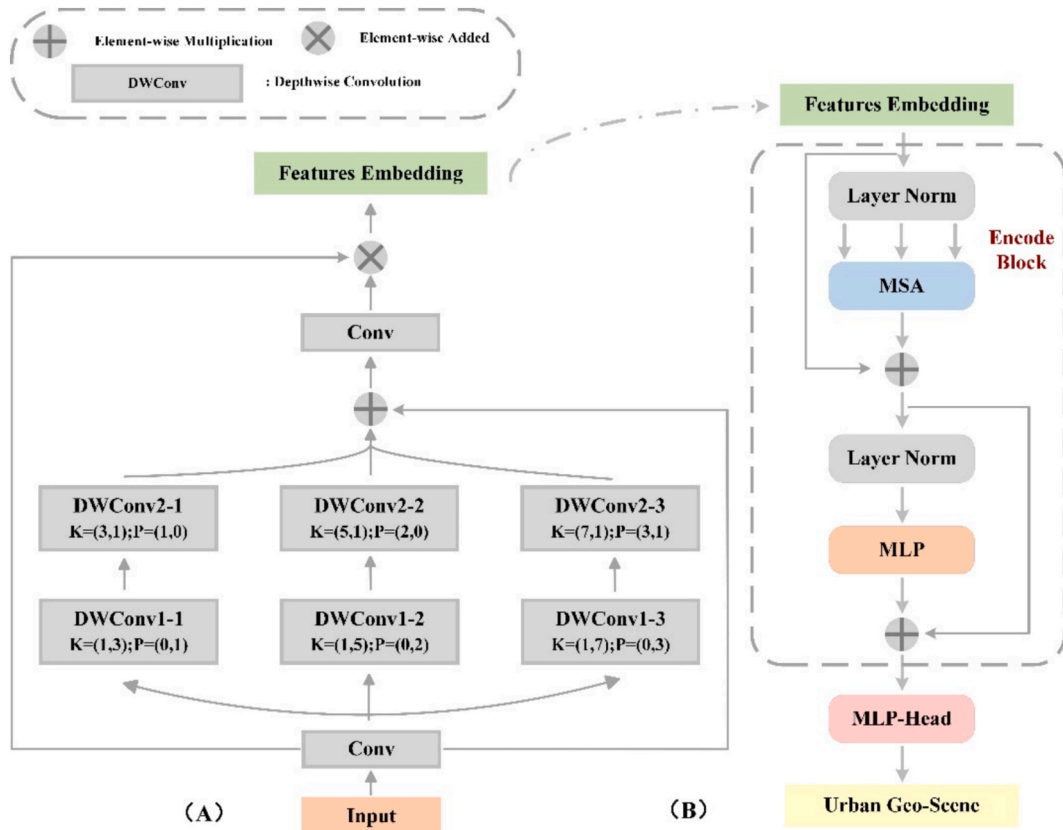 Element-wise Multiplication
Element-wise Added
DWConv
: Depthwise Convolution
Features Embedding
Conv
DWConv2-1
K=(3,1);P=(1,0)
DWConv2-2
K=(5,1);P=(2,0)
DWConv2-3
K=(7,1);P=(3,1)
DWConv1-1
K=(1,3);P=(0,1)
DWConv1-2
K=(1,5);P=(0,2)
DWConv1-3
K=(1,7);P=(0,3)
Conv
Input
(A)
Features Embedding
Layer Norm
Encode
Block
MSA
Layer Norm
MLP
MLP-Head
Urban Geo-Scene
(B)